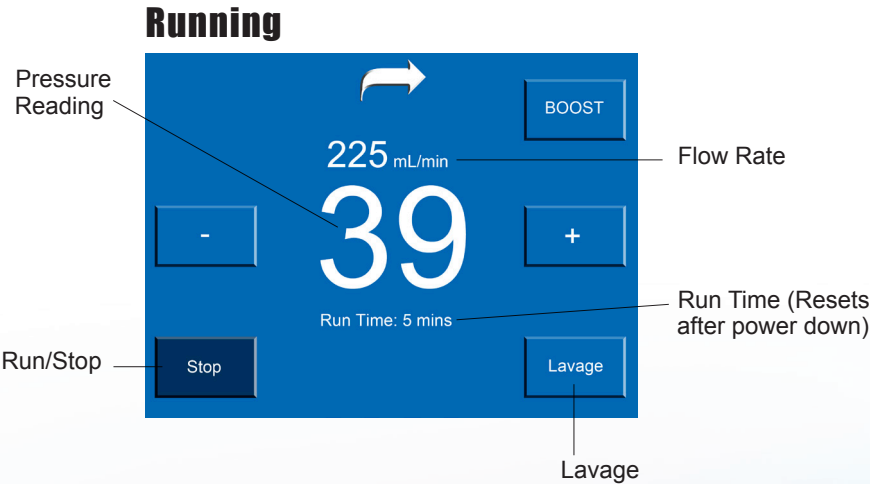 Running
Pressure
Reading
BOOST
225 mL/min
Flow Rate
-
39
+
Run Time: 5 mins
Run Time (Resets
after power down)
Run/Stop
Stop
Lavage
Lavage